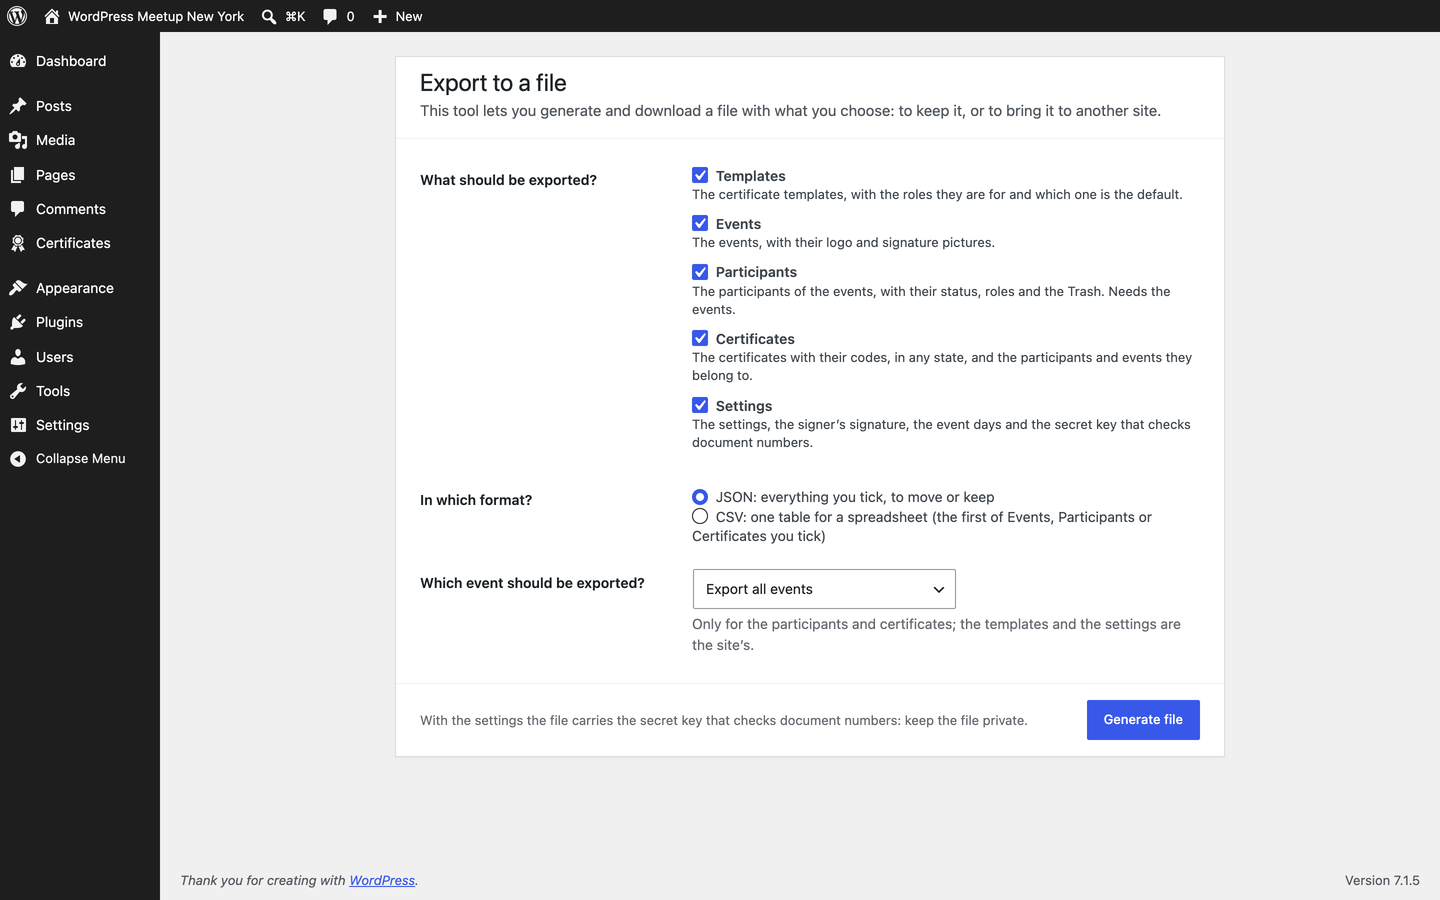 WordPress Meetup New York
⌘K
0
New
Dashboard
Posts
Media
Pages
Comments
Certificates
Appearance
Plugins
Users
Tools
Settings
Collapse Menu
Export to a file
This tool lets you generate and download a file with what you choose: to keep it, or to bring it to another site.
What should be exported?
Templates
The certificate templates, with the roles they are for and which one is the default.
Events
The events, with their logo and signature pictures.
Participants
The participants of the events, with their status, roles and the Trash. Needs the
events.
Certificates
The certificates with their codes, in any state, and the participants and events they
belong to.
Settings
The settings, the signer’s signature, the event days and the secret key that checks
document numbers.
In which format?
JSON: everything you tick, to move or keep
CSV: one table for a spreadsheet (the first of Events, Participants or
Certificates you tick)
Which event should be exported?
Export all events
Only for the participants and certificates; the templates and the settings are
the site’s.
With the settings the file carries the secret key that checks document numbers: keep the file private.
Generate file
Thank you for creating with WordPress.
Version 7.1.5